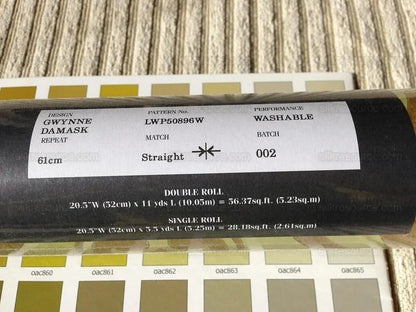 DESIGN PATTERN No. PERFORMANCE
GWYNNE LWP50896W WASHABLE
DAMASK
REPEAT MATCH BATCH
61cm Straight 002
DOUBLE ROLL
20.5"W (52cm) x 11 yds L (10.05m) = 56.37sq.ft. (5.23sq.m)
SINGLE ROLL
20.5"W (52cm) x 5.5 yds L (5.25m) = 28.18sq.ft. (2.61sq.m)
oac860 oac861 oac862 oac863 oac864 oac865